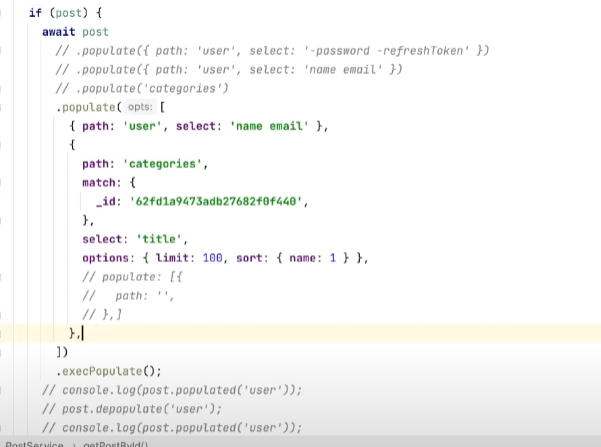 if (post) {
await post
// .populate({ path: 'user', select: '-password -refreshToken' })
// .populate({ path: 'user', select: 'name email' })
// .populate('categories')
.populate( opts: [
{ path: 'user', select: 'name email' },
{
path: 'categories',
match: {
_id: '62fd1a9473adb27682f0f440',
},
select: 'title',
options: { limit: 100, sort: { name: 1 } },
// populate: [{
//   path: '',
// },]
},
])
.execPopulate();
// console.log(post.populated('user'));
// post.depopulate('user');
// console.log(post.populated('user'));
PostService > getPostById()